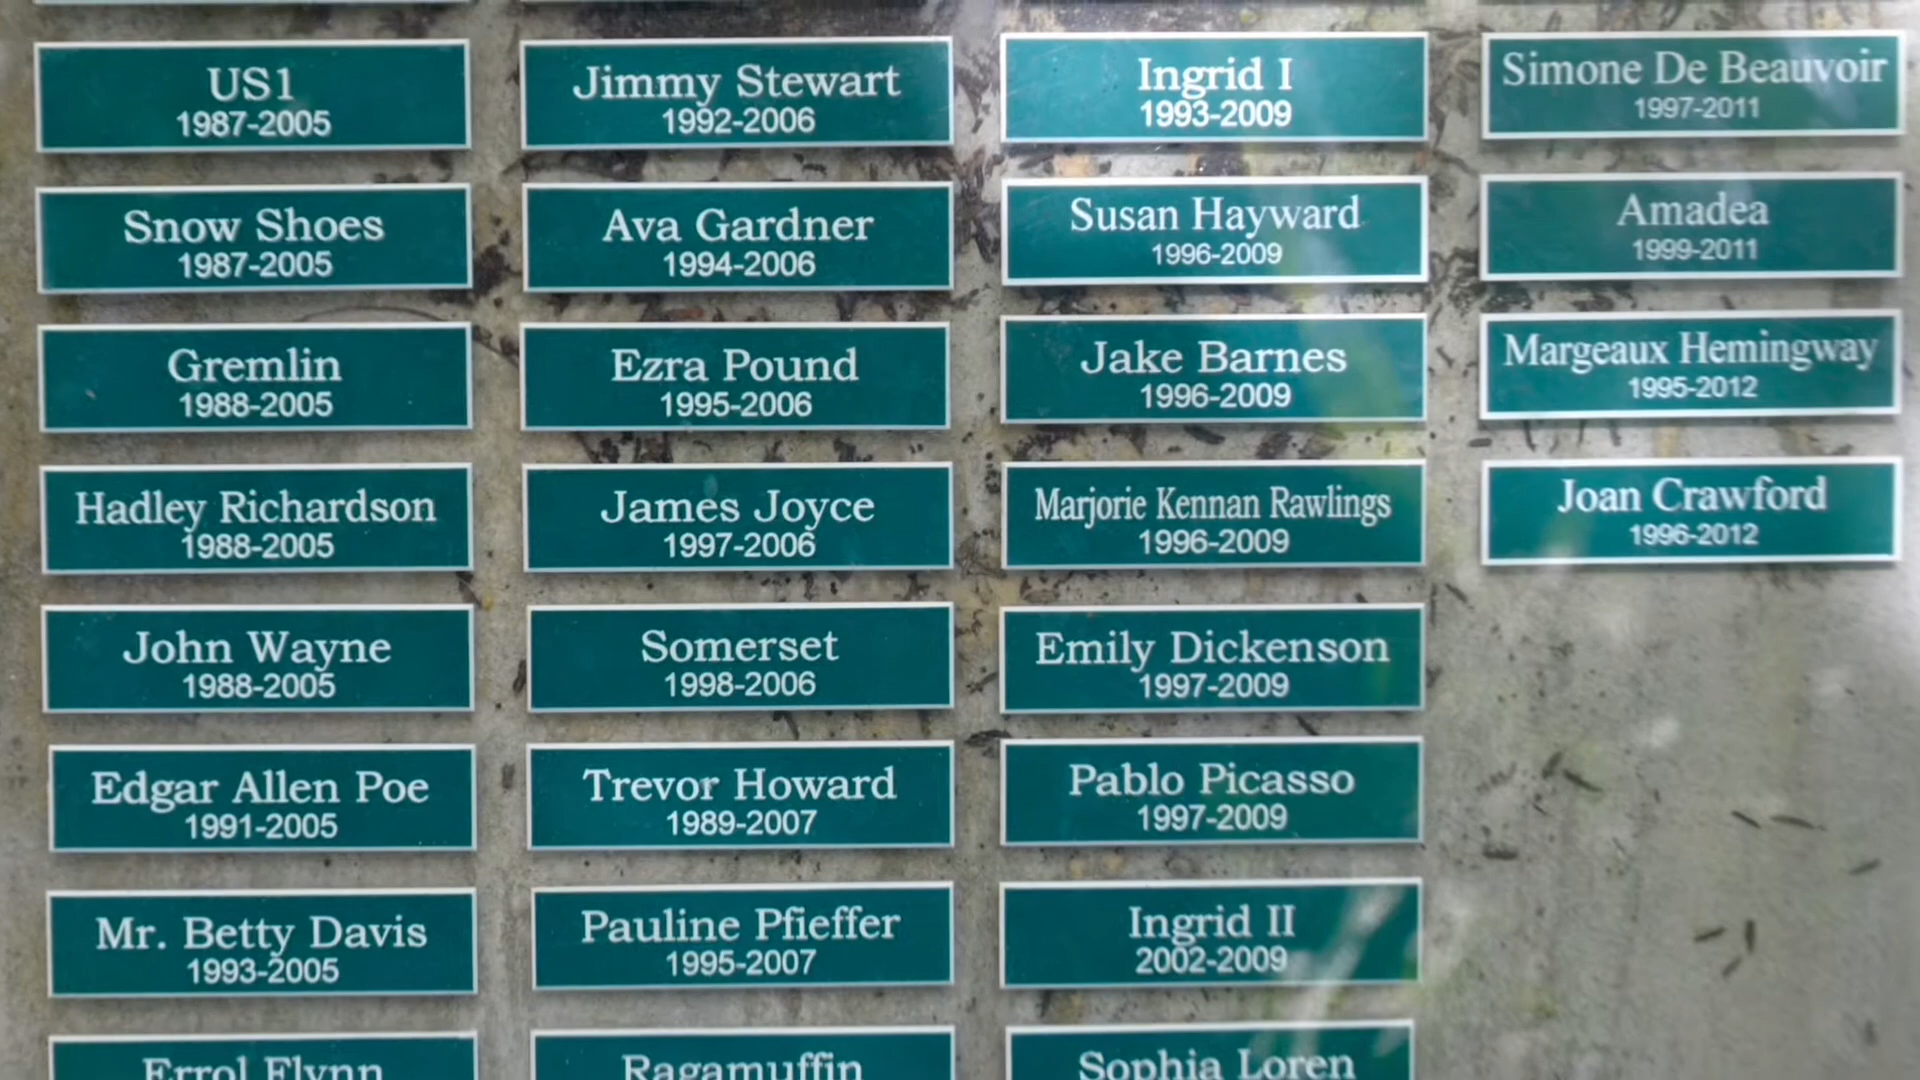 US1
1987-2005
Snow Shoes
1987-2005
Gremlin
1988-2005
Hadley Richardson
1988-2005
John Wayne
1988-2005
Edgar Allen Poe
1991-2005
Mr. Betty Davis
1993-2005
Errol Flynn
Jimmy Stewart
1992-2006
Ava Gardner
1994-2006
Ezra Pound
1995-2006
James Joyce
1997-2006
Somerset
1998-2006
Trevor Howard
1989-2007
Pauline Pfieffer
1995-2007
Ragamuffin
Ingrid I
1993-2009
Susan Hayward
1996-2009
Jake Barnes
1996-2009
Marjorie Kennan Rawlings
1996-2009
Emily Dickenson
1997-2009
Pablo Picasso
1997-2009
Ingrid II
2002-2009
Sophia Loren
Simone De Beauvoir
1997-2011
Amadea
1999-2011
Margeaux Hemingway
1995-2012
Joan Crawford
1996-2012